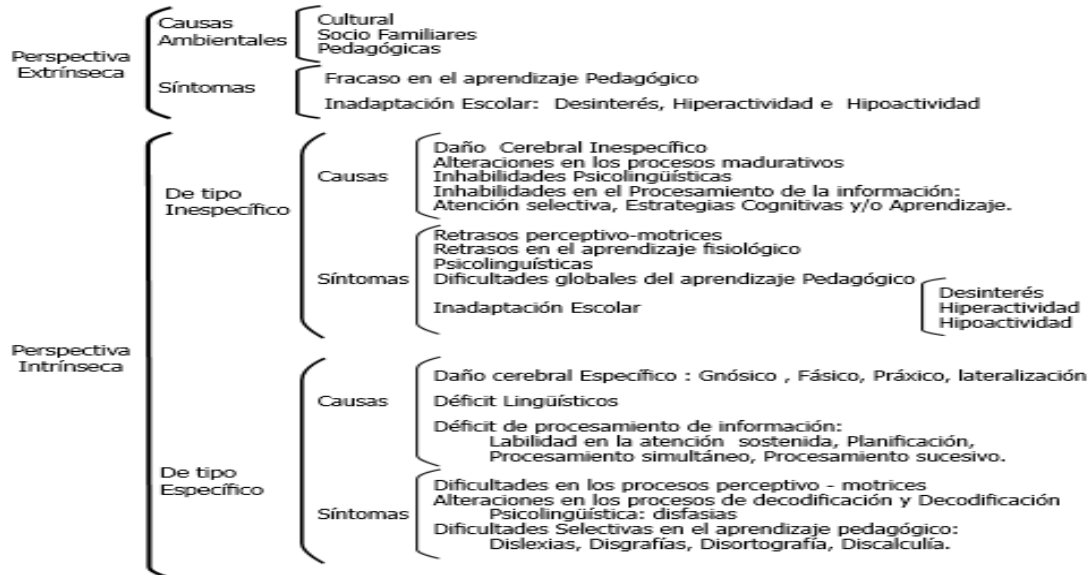 Perspectiva
Extrínseca
Causas
Ambientales
Cultural
Socio Familiares
Pedagógicas
Síntomas
Fracaso en el aprendizaje Pedagógico
Inadaptación Escolar: Desinterés, Hiperactividad e Hipoactividad
Perspectiva
Intrínseca
De tipo
Inespecífico
Causas
Daño Cerebral Inespecífico
Alteraciones en los procesos madurativos
Inhabilidades Psicolingüísticas
Inhabilidades en el Procesamiento de la información:
Atención selectiva, Estrategias Cognitivas y/o Aprendizaje.
Síntomas
Retrasos perceptivo-motrices
Retrasos en el aprendizaje fisiológico
Psicolinguísticas
Dificultades globales del aprendizaje Pedagógico
Inadaptación Escolar
Desinterés
Hiperactividad
Hipoactividad
De tipo
Específico
Causas
Daño cerebral Específico : Gnósico , Fásico, Práxico, lateralización
Déficit Lingüísticos
Déficit de procesamiento de información:
Labilidad en la atención sostenida, Planificación,
Procesamiento simultáneo, Procesamiento sucesivo.
Síntomas
Dificultades en los procesos perceptivo - motrices
Alteraciones en los procesos de decodificación y Decodificación
Psicolingüística: disfasias
Dificultades Selectivas en el aprendizaje pedagógico:
Dislexias, Disgrafías, Disortografía, Discalculía.